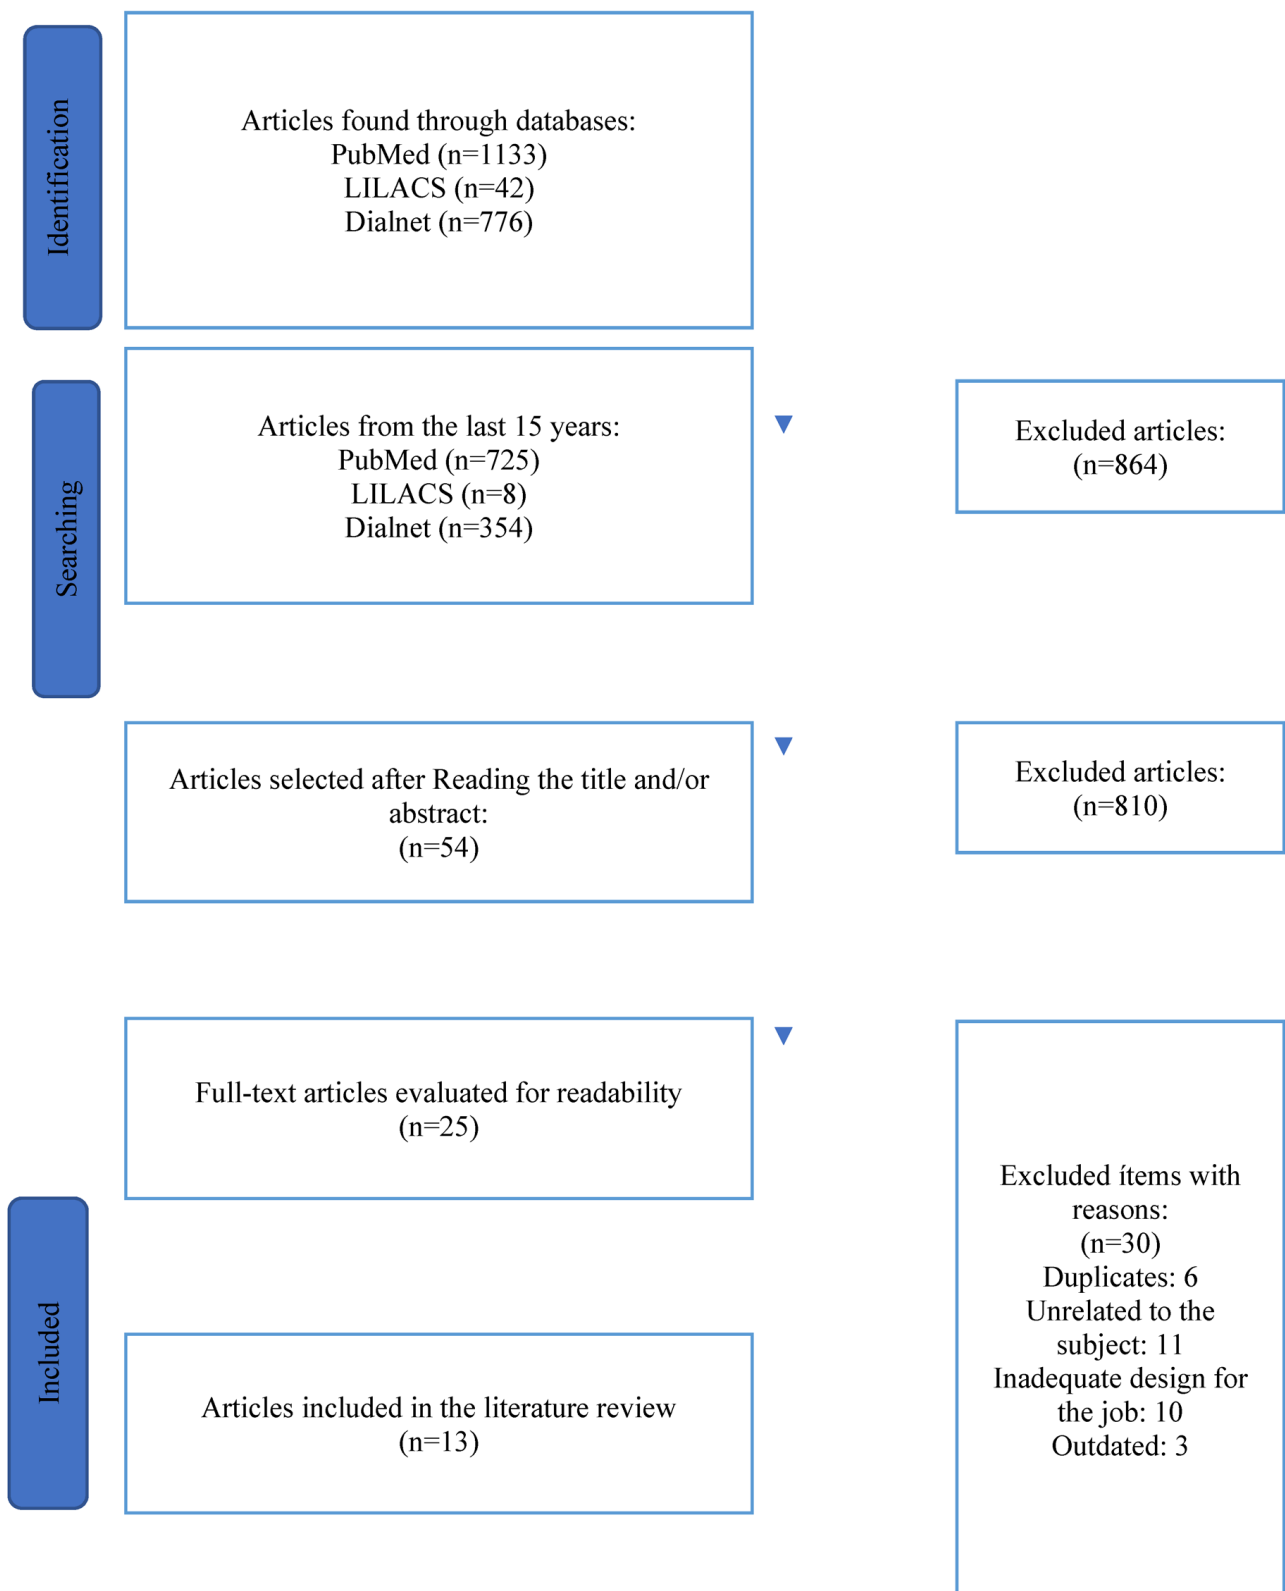 Identification
Articles found through databases:
PubMed (n=1133)
LILACS (n=42)
Dialnet (n=776)
Searching
Articles from the last 15 years:
PubMed (n=725)
LILACS (n=8)
Dialnet (n=354)
Excluded articles:
(n=864)
Articles selected after Reading the title and/or
abstract:
(n=54)
Excluded articles:
(n=810)
Full-text articles evaluated for readability
(n=25)
Excluded ítems with
reasons:
(n=30)
Duplicates: 6
Unrelated to the
subject: 11
Inadequate design for
the job: 10
Outdated: 3
Included
Articles included in the literature review
(n=13)